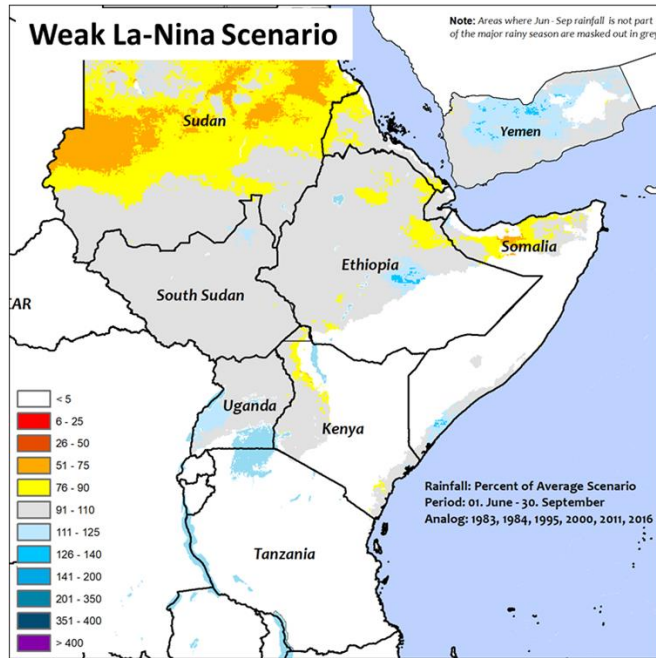 Weak La-Nina Scenario
Note: Areas where Jun - Sep rainfall is not part
of the major rainy season are masked out in grey
Sudan
Yemen
Somalia
Ethiopia
South Sudan
CAR
Uganda
Kenya
Tanzania
< 5
6 - 25
26 - 50
51 - 75
76 - 90
91 - 110
111 - 125
126 - 140
141 - 200
201 - 350
351 - 400
> 400
Rainfall: Percent of Average Scenario
Period: 01. June - 30. September
Analog: 1983, 1984, 1995, 2000, 2011, 2016